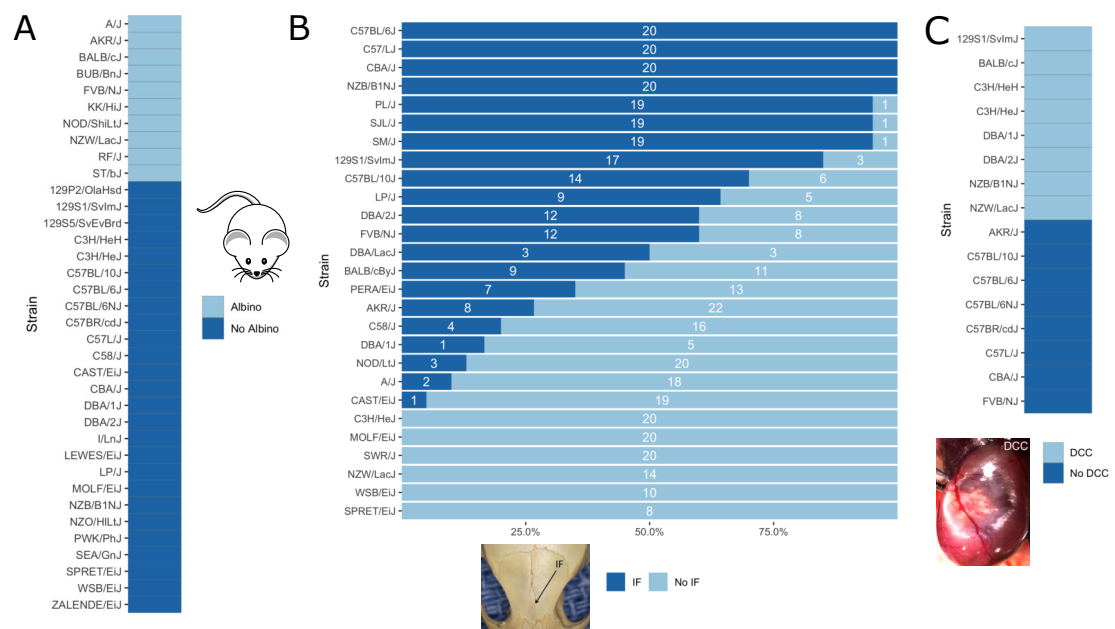 A
Strain
A/J
AKR/J
BALB/cJ
BUB/BnJ
FVB/NJ
KK/HiJ
NOD/ShiLtJ
NZW/LacJ
RF/J
ST/bJ
129P2/OlaHsd
129S1/SvImJ
129S5/SvEvBrd
C3H/HeH
C3H/HeJ
C57BL/10J
C57BL/6J
C57BL/6NJ
C57BR/cdJ
C57L/J
C58/J
CAST/EiJ
CBA/J
DBA/1J
DBA/2J
I/LnJ
LEWES/EiJ
LP/J
MOLF/EiJ
NZB/B1NJ
NZO/HlLtJ
PWK/PhJ
SEA/GnJ
SPRET/EiJ
WSB/EiJ
ZALENDE/EiJ
Albino
No Albino
B
Strain
C57BL/6J 20
C57/LJ 20
CBA/J 20
NZB/B1NJ 20
PL/J 19 1
SJL/J 19 1
SM/J 19 1
129S1/SvlmJ 17 3
C57BL/10J 14 6
LP/J 9 5
DBA/2J 12 8
FVB/NJ 12 8
DBA/LacJ 3 3
BALB/cByJ 9 11
PERA/EiJ 7 13
AKR/J 8 22
C58/J 4 16
DBA/1J 1 5
NOD/LtJ 3 20
A/J 2 18
CAST/EiJ 1 19
C3H/HeJ 20
MOLF/EiJ 20
SWR/J 20
NZW/LacJ 14
WSB/EiJ 10
SPRET/EiJ 8
25.0% 50.0% 75.0%
IF
IF No IF
C
Strain
129S1/SvImJ
BALB/cJ
C3H/HeH
C3H/HeJ
DBA/1J
DBA/2J
NZB/B1NJ
NZW/LacJ
AKR/J
C57BL/10J
C57BL/6J
C57BL/6NJ
C57BR/cdJ
C57L/J
CBA/J
FVB/NJ
DCC
DCC
No DCC